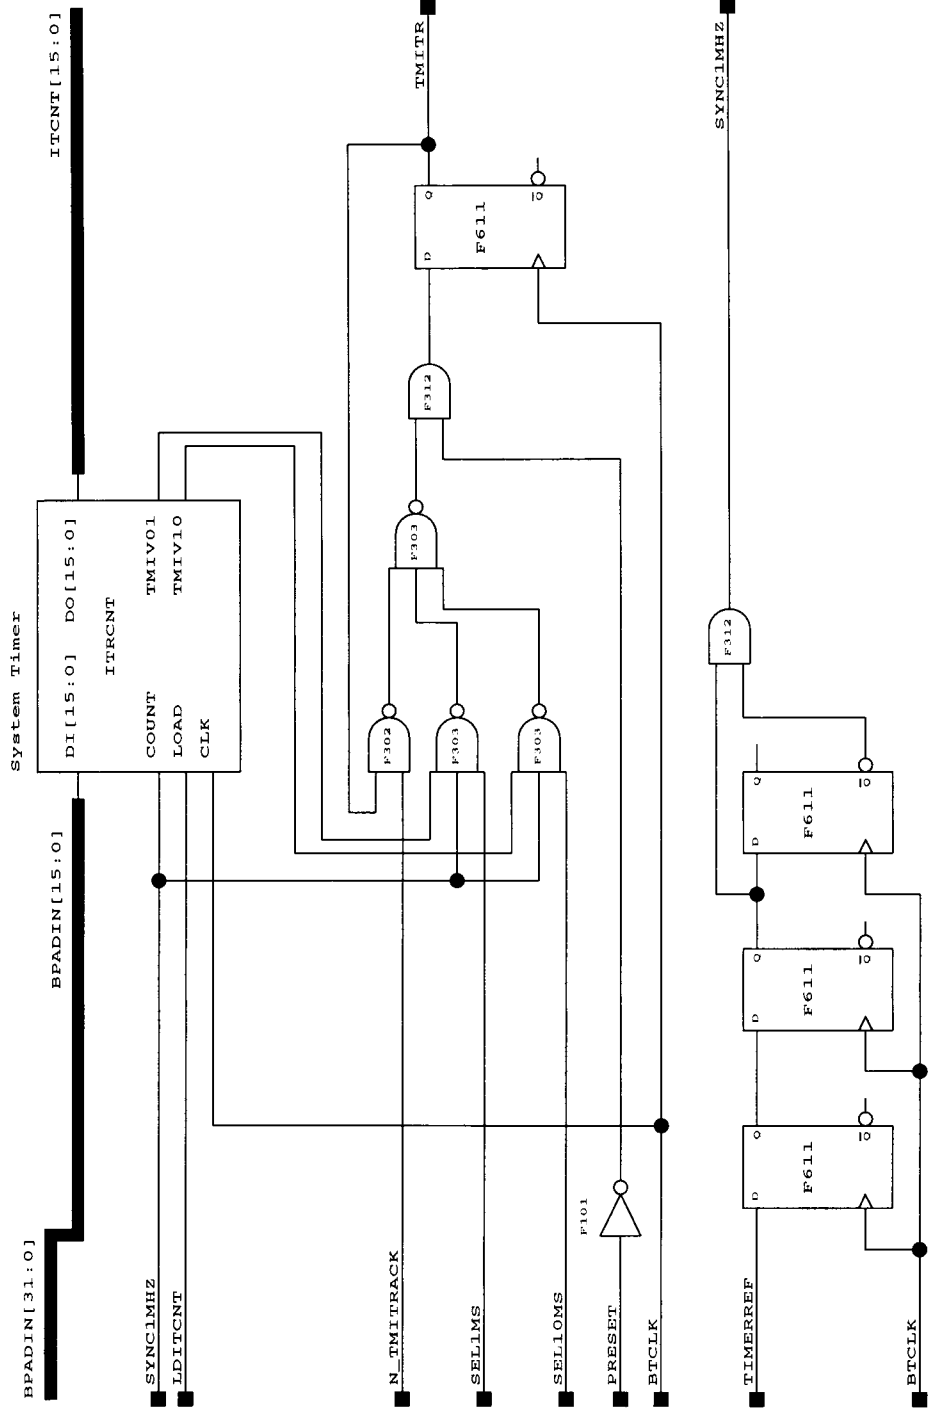 System Timer
BPADIN[31:0]
BPADIN[15:0]
ITCNT[15:0]
DI[15:0] DO[15:0]
ITRCNT
COUNT TMIV01
LOAD TMIV10
CLK
SYNC1MHZ
LDITCNT
N_TMITRACK
SEL1MS
SEL10MS
PRESET
BTCLK
F101
F302
F303
F303
F303
F312
D Q
F611
Q
TMITR
TIMERREF
BTCLK
D Q
F611
Q
D Q
F611
Q
D Q
F611
Q
F312
SYNC1MHZ